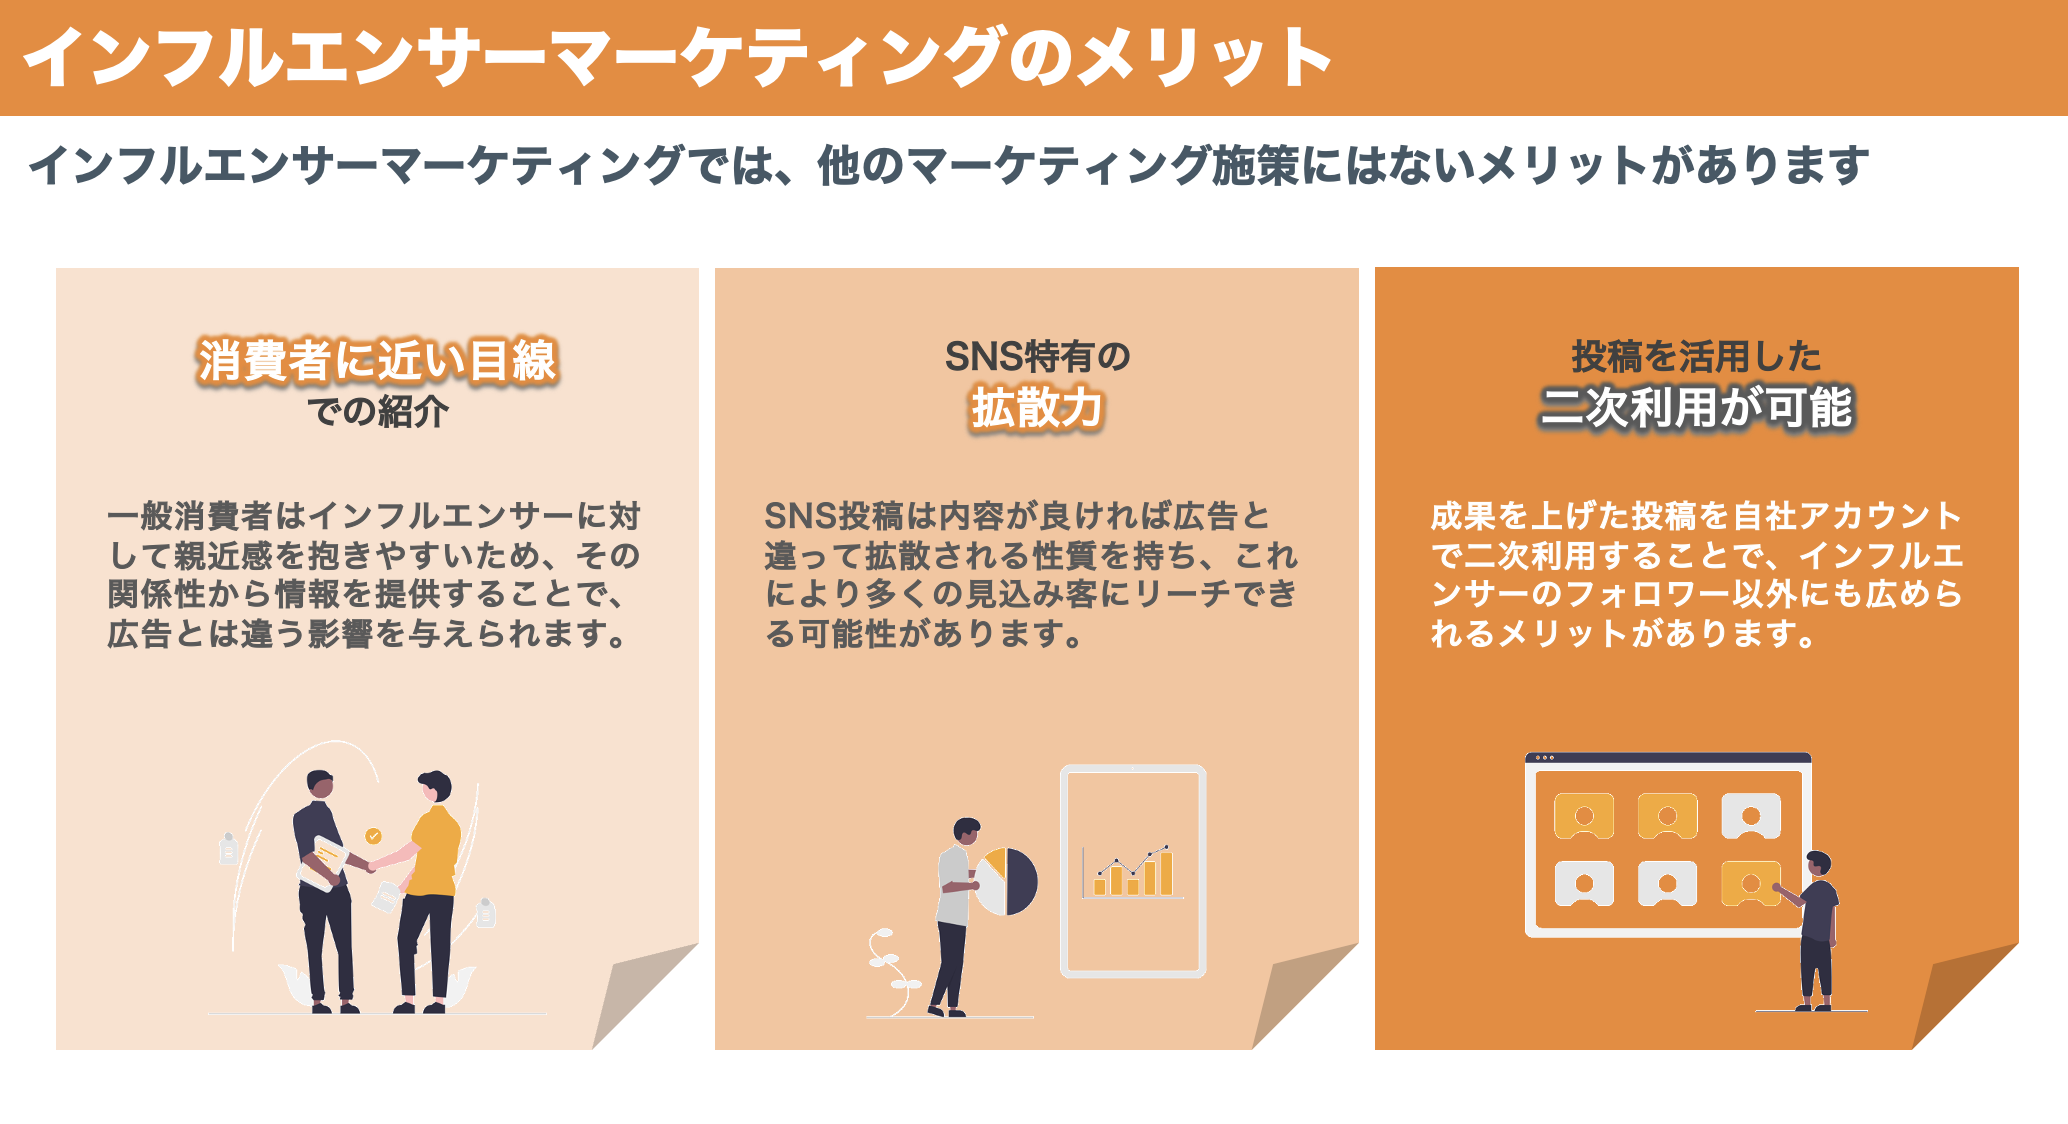 インフルエンサーマーケティングのメリット
インフルエンサーマーケティングでは、他のマーケティング施策にはないメリットがあります
消費者に近い目線
での紹介
一般消費者はインフルエンサーに対
して親近感を抱きやすいため、その
関係性から情報を提供することで、
広告とは違う影響を与えられます。
SNS特有の
拡散力
SNS投稿は内容が良ければ広告と
違って拡散される性質を持ち、これ
により多くの見込み客にリーチでき
る可能性があります。
投稿を活用した
二次利用が可能
成果を上げた投稿を自社アカウント
で二次利用することで、インフルエ
ンサーのフォロワー以外にも広めら
れるメリットがあります。